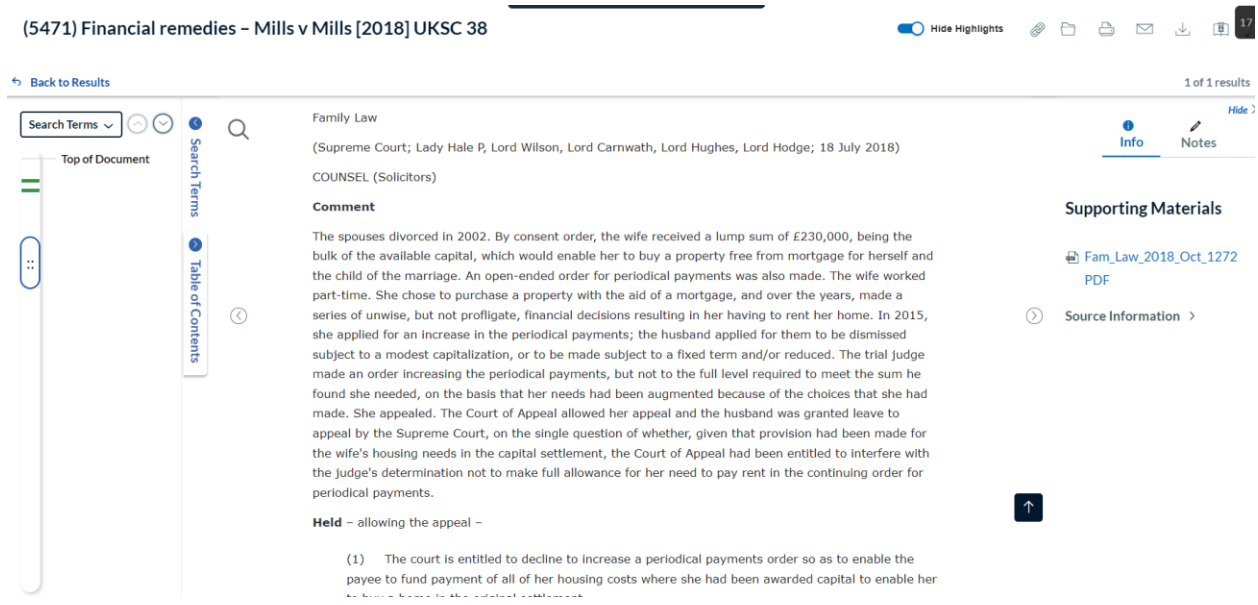 (5471) Financial remedies – Mills v Mills [2018] UKSC 38
Hide Highlights
17
Back to Results
1 of 1 results
Search Terms
Top of Document
Search Terms
Table of Contents
Family Law
(Supreme Court; Lady Hale P, Lord Wilson, Lord Carnwath, Lord Hughes, Lord Hodge; 18 July 2018)
COUNSEL (Solicitors)
Comment
The spouses divorced in 2002. By consent order, the wife received a lump sum of £230,000, being the
bulk of the available capital, which would enable her to buy a property free from mortgage for herself and
the child of the marriage. An open-ended order for periodical payments was also made. The wife worked
part-time. She chose to purchase a property with the aid of a mortgage, and over the years, made a
series of unwise, but not profligate, financial decisions resulting in her having to rent her home. In 2015,
she applied for an increase in the periodical payments; the husband applied for them to be dismissed
subject to a modest capitalization, or to be made subject to a fixed term and/or reduced. The trial judge
made an order increasing the periodical payments, but not to the full level required to meet the sum he
found she needed, on the basis that her needs had been augmented because of the choices that she had
made. She appealed. The Court of Appeal allowed her appeal and the husband was granted leave to
appeal by the Supreme Court, on the single question of whether, given that provision had been made for
the wife's housing needs in the capital settlement, the Court of Appeal had been entitled to interfere with
the judge's determination not to make full allowance for her need to pay rent in the continuing order for
periodical payments.
Held – allowing the appeal –
(1) The court is entitled to decline to increase a periodical payments order so as to enable the
payee to fund payment of all of her housing costs where she had been awarded capital to enable her
to buy a home in the original settlement
Hide
Info
Notes
Supporting Materials
Fam_Law_2018_Oct_1272
PDF
Source Information